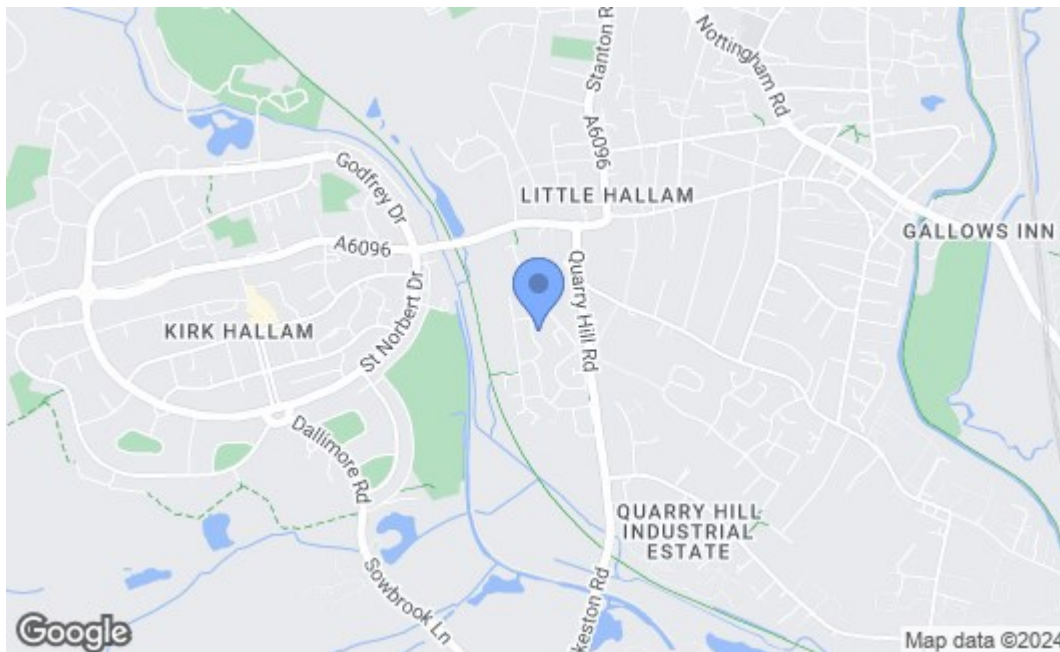 Stanton R
Nottingham Rd
A6096
Godfrey Dr
LITTLE HALLAM
GALLOWS INN
A6096
Quarry Hill Rd
St Norbert Dr
KIRK HALLAM
Dallimore Rd
QUARRY HILL
INDUSTRIAL
ESTATE
Sowbrook Ln
keston Rd
Google
Map data ©2024